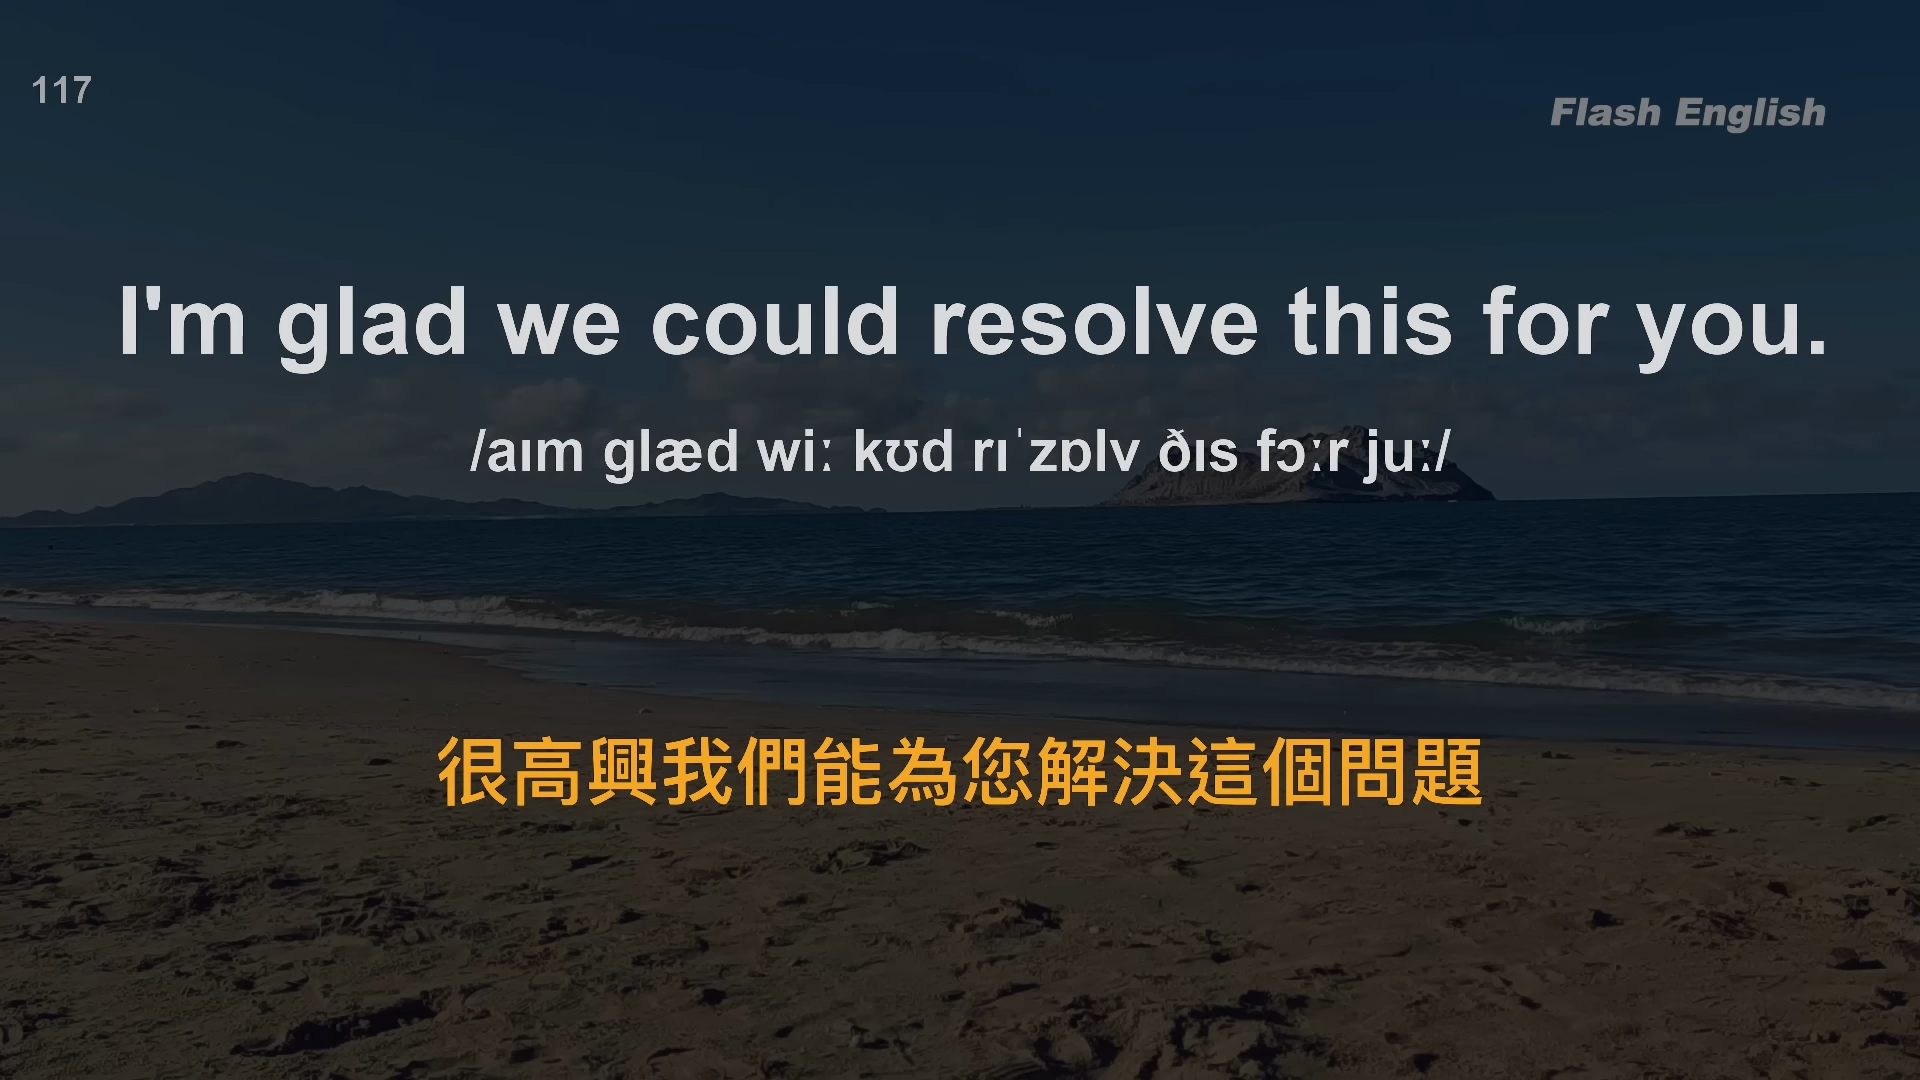 117
Flash English
I'm glad we could resolve this for you.
/aɪm glæd wiː kʊd rɪˈzɒlv ðɪs fɔːr juː/
很高興我們能為您解決這個問題